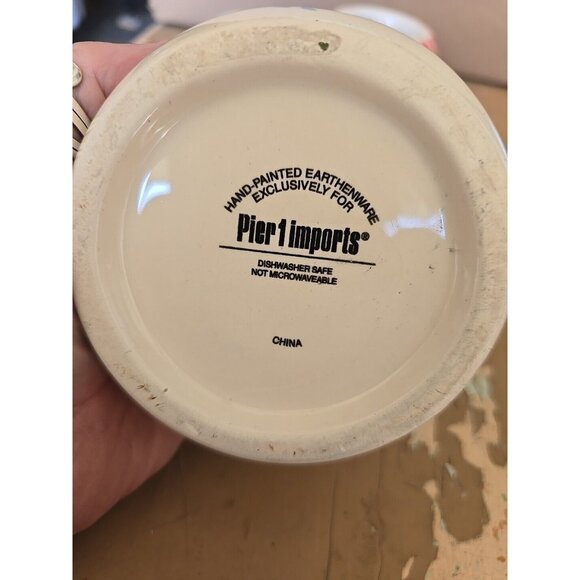 HAND-PAINTED EARTHENWARE
EXCLUSIVELY FOR
Pier 1 imports®
DISHWASHER SAFE
NOT MICROWAVEABLE
CHINA